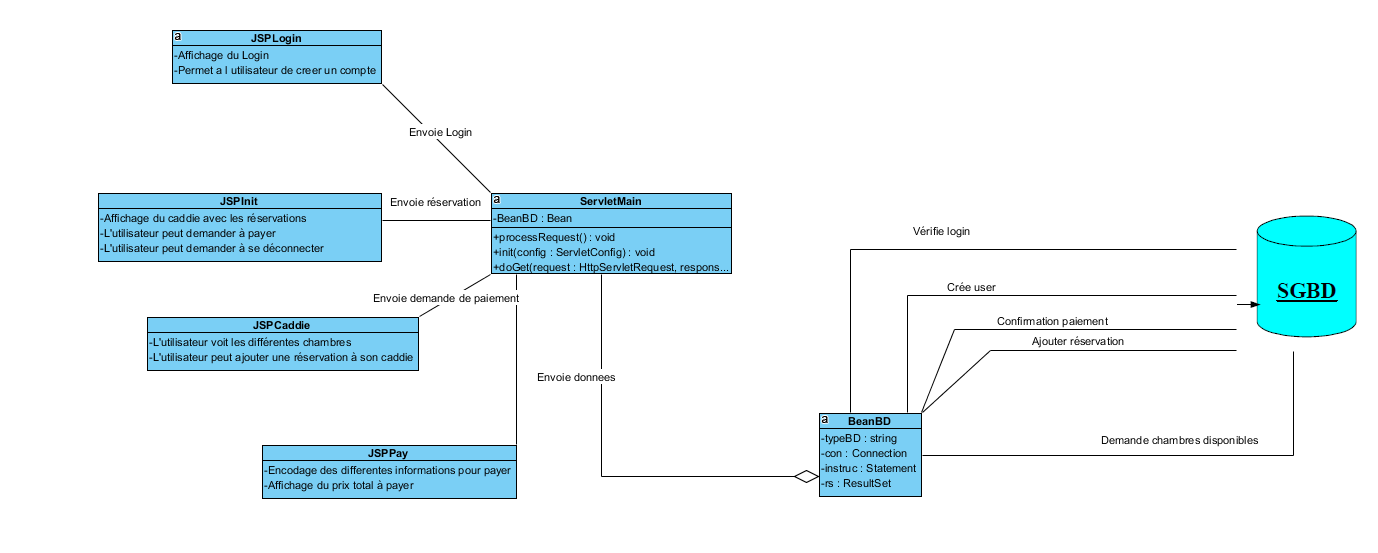 a
JSPLogin
-Affichage du Login
-Permet a l utilisateur de creer un compte
Envoie Login
JSPInit
-Affichage du caddie avec les réservations
-L'utilisateur peut demander à payer
-L'utilisateur peut demander à se déconnecter
Envoie réservation
a
ServletMain
-BeanBD : Bean
+processRequest() : void
+init(config : ServletConfig) : void
+doGet(request : HttpServletRequest, respons...
Envoie demande de paiement
JSPCaddie
-L'utilisateur voit les différentes chambres
-L'utilisateur peut ajouter une réservation à son caddie
Envoie donnees
JSPPay
-Encodage des differentes informations pour payer
-Affichage du prix total à payer
Vérifie login
Crée user
Confirmation paiement
Ajouter réservation
SGBD
a
BeanBD
-typeBD : string
-con : Connection
-instruc : Statement
-rs : ResultSet
Demande chambres disponibles